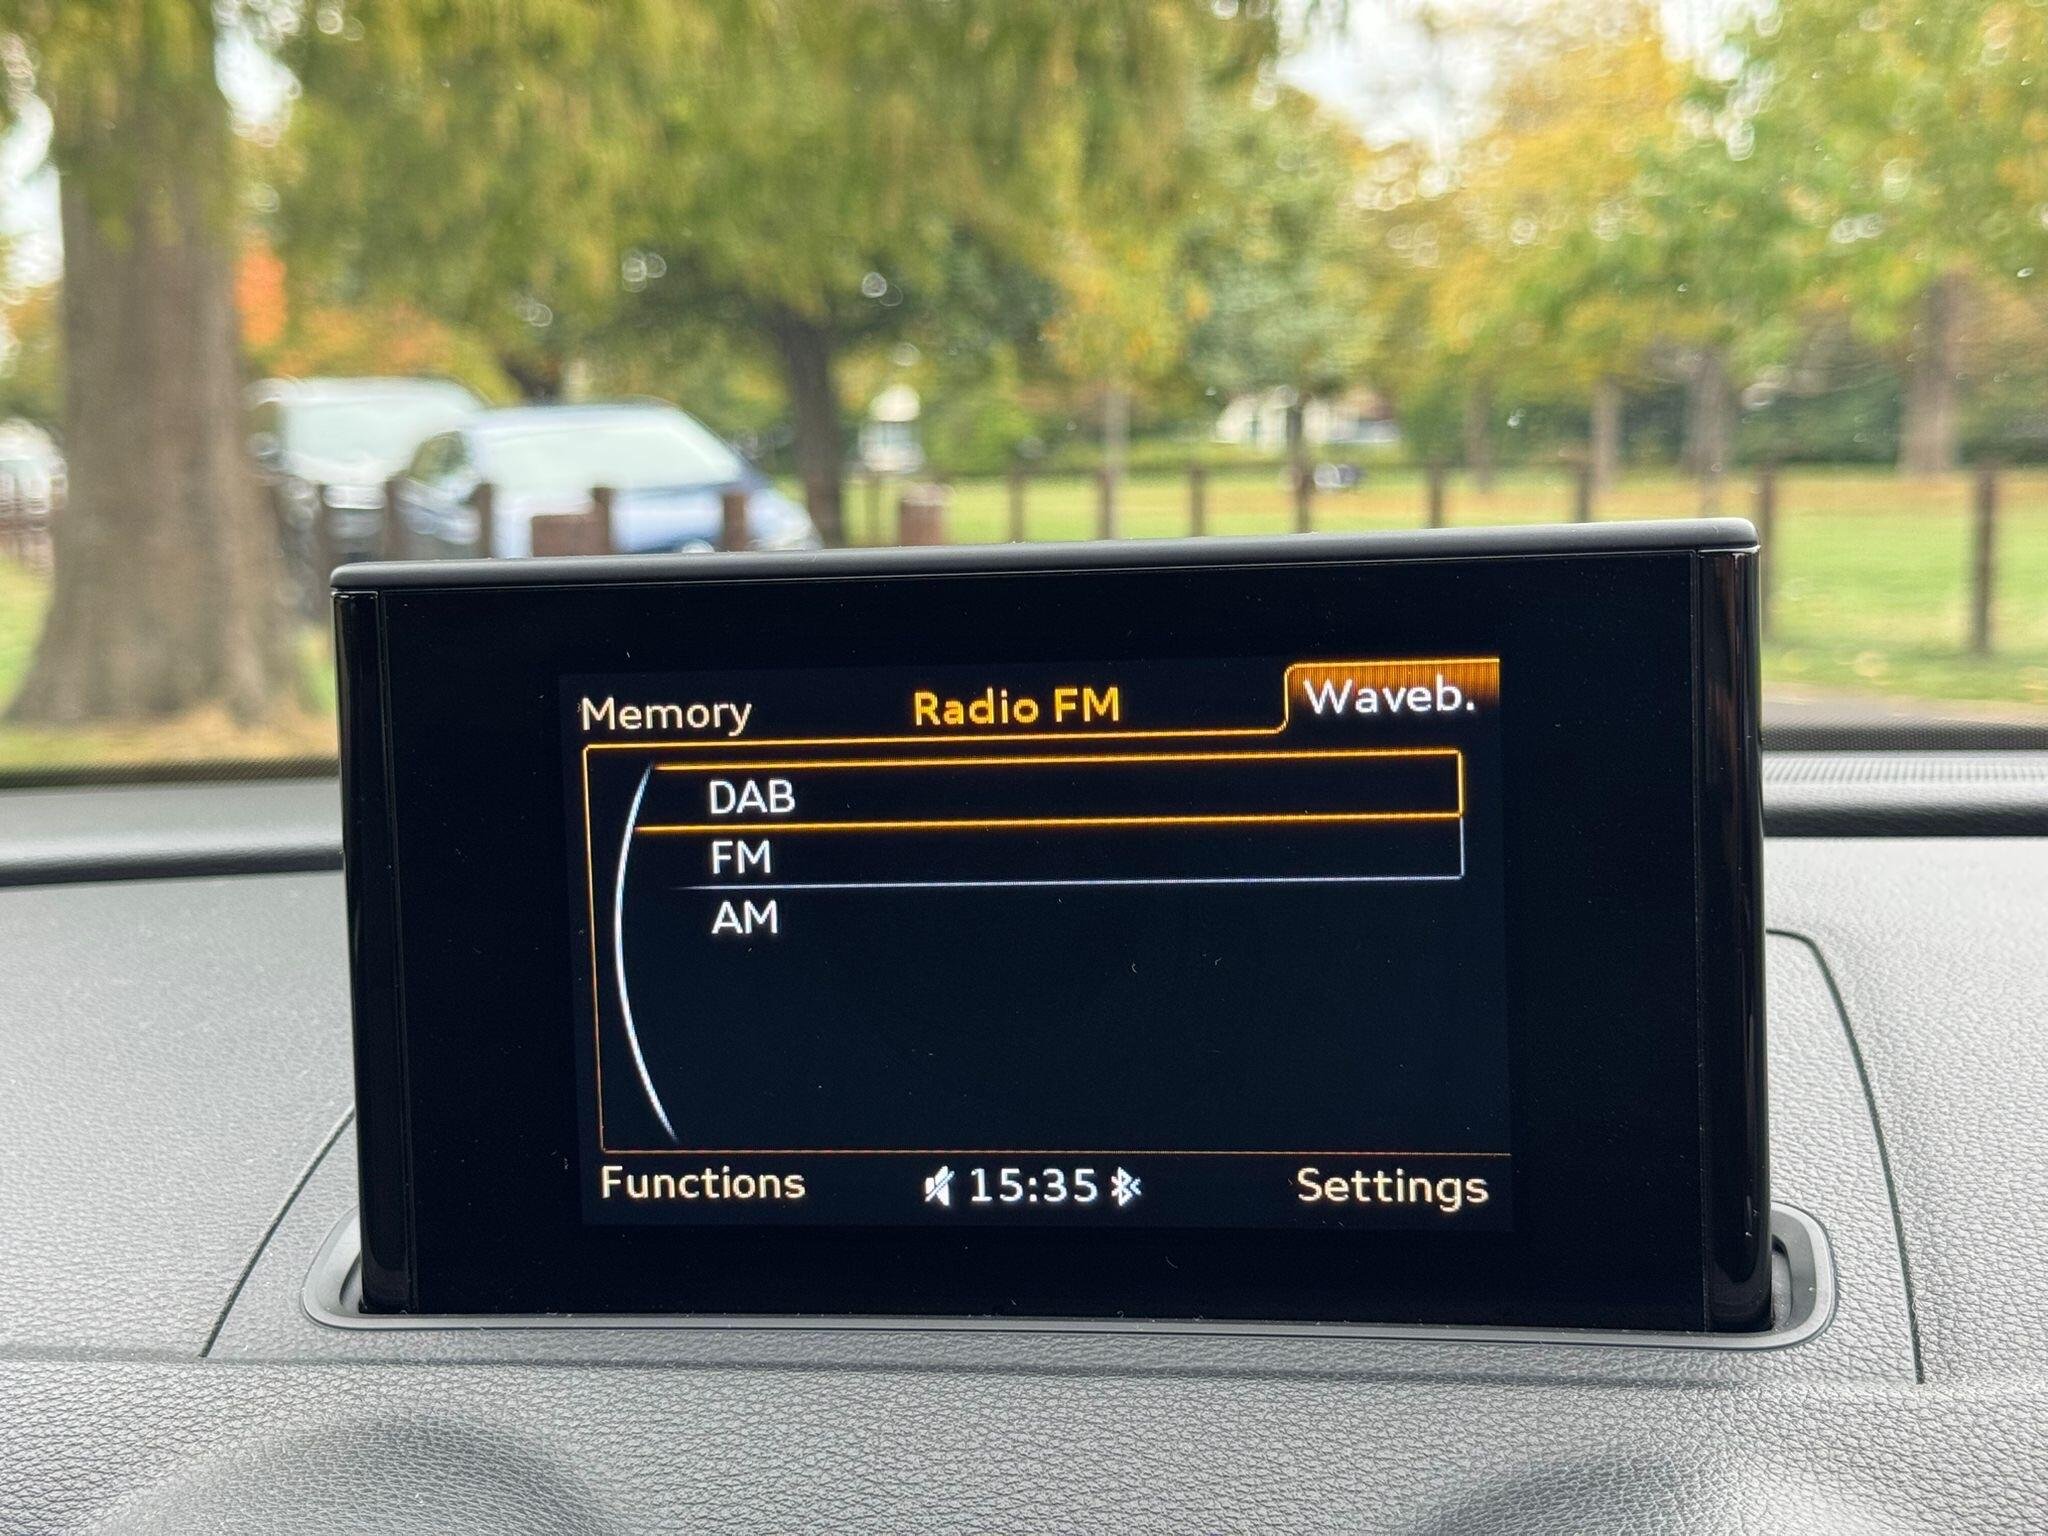 Memory Radio FM Waveb.
DAB
FM
AM
Functions 15:35 Settings